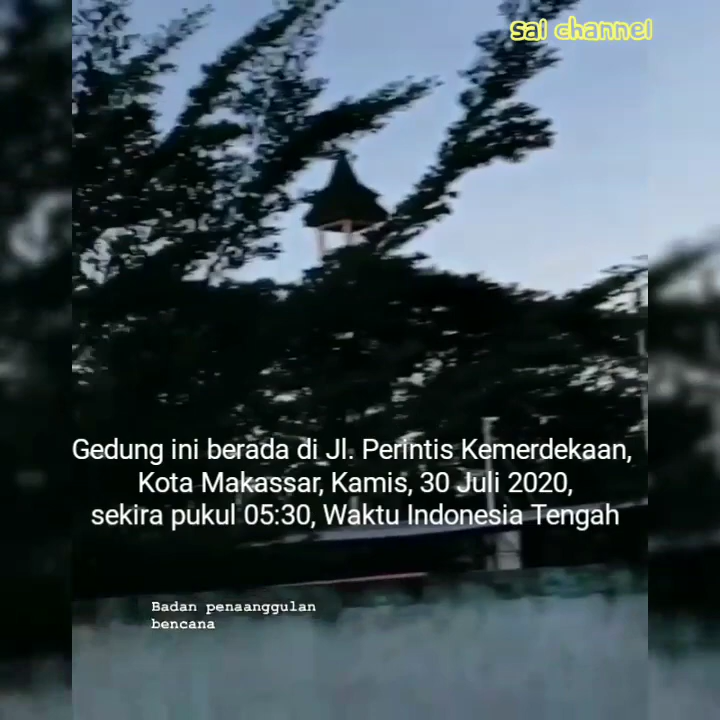 sal channel
Gedung ini berada di Jl. Perintis Kemerdekaan,
Kota Makassar, Kamis, 30 Juli 2020,
sekira pukul 05:30, Waktu Indonesia Tengah
Badan penaanggulan
bencana